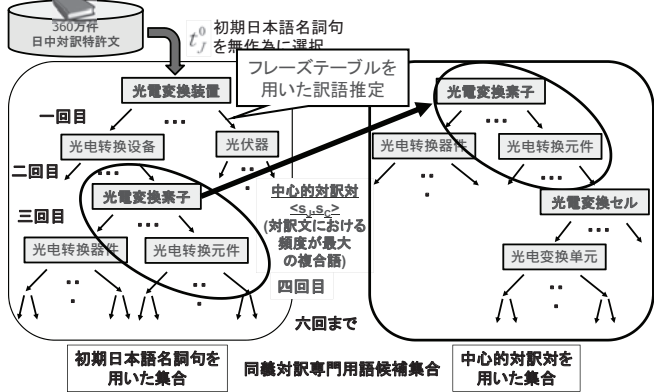 360万件
日中対訳特許文
t_J^0 初期日本語名詞句
を無作為に選択
フレーズテーブルを
用いた訳語推定
光電変換装置
一回目
光电转换设备
光伏器
二回目
光電変換素子
三回目
光电转换器件
光电转换元件
中心的対訳対
<s_J,s_C>
(対訳文における
頻度が最大
の複合語)
四回目
六回まで
光電変換素子
光电转换器件
光电转换元件
光電変換セル
光电变换单元
初期日本語名詞句を
用いた集合
同義対訳専門用語候補集合
中心的対訳対を
用いた集合